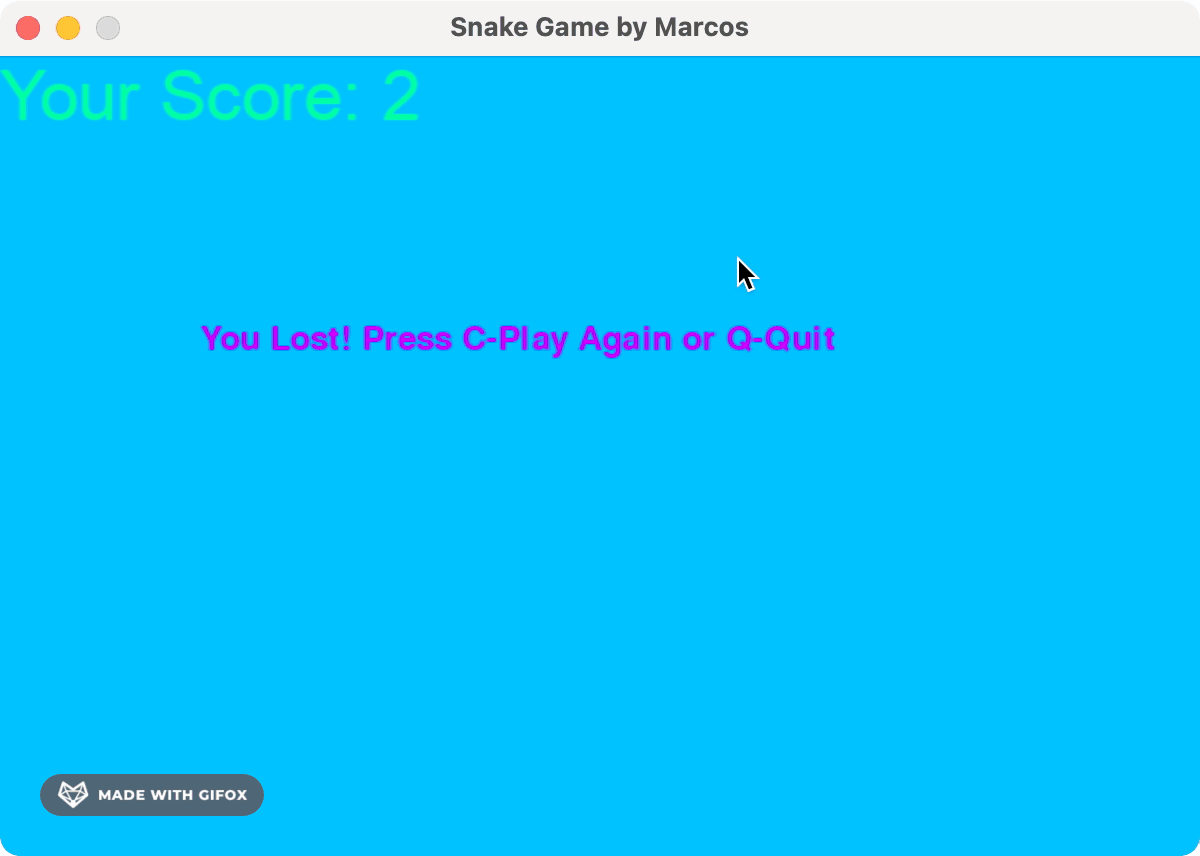 Snake Game by Marcos
Your Score: 2
You Lost! Press C-Play Again or Q-Quit
MADE WITH GIFOX